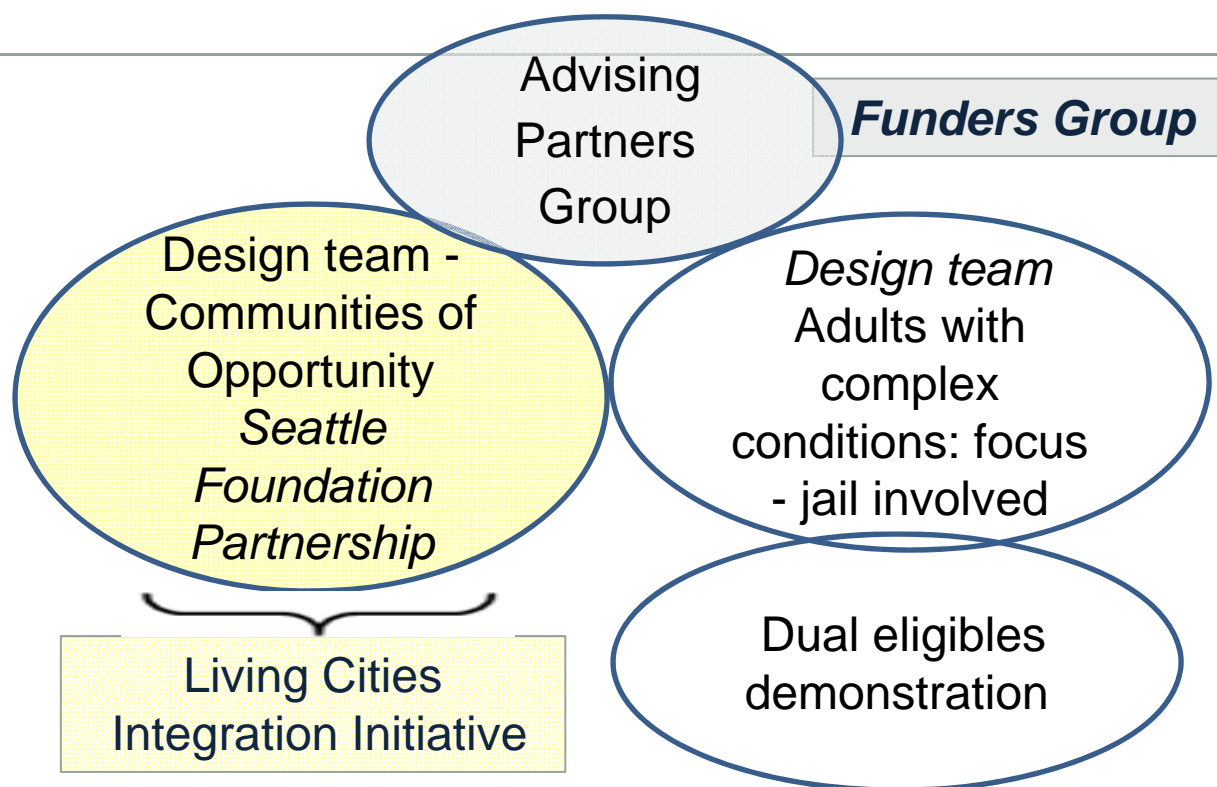 Advising
Partners
Group
Funders Group
Design team -
Communities of
Opportunity
Seattle
Foundation
Partnership
Design team
Adults with
complex
conditions: focus
- jail involved
Living Cities
Integration Initiative
Dual eligibles
demonstration